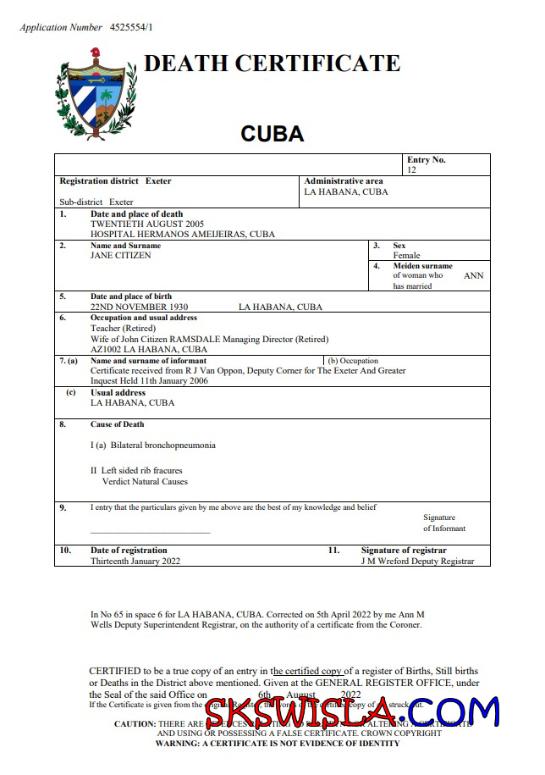 Application Number 4525554/1
DEATH CERTIFICATE
CUBA
Entry No.
12
Registration district Exeter
Sub-district Exeter
Administrative area
LA HABANA, CUBA
1. Date and place of death
TWENTIETH AUGUST 2005
HOSPITAL HERMANOS AMEIJEIRAS, CUBA
2. Name and Surname
JANE CITIZEN
3. Sex
Female
4. Meiden surname
of woman who ANN
has married
5. Date and place of birth
22ND NOVEMBER 1930 LA HABANA, CUBA
6. Occupation and usual address
Teacher (Retired)
Wife of John Citizen RAMSDALE Managing Director (Retired)
AZ1002 LA HABANA, CUBA
7. (a) Name and surname of informant (b) Occupation
Certificate received from R J Van Oppon, Deputy Corner for The Exeter And Greater
Inquest Held 11th January 2006
(c) Usual address
LA HABANA, CUBA
8. Cause of Death
I (a) Bilateral bronchopneumonia
II Left sided rib fracures
Verdict Natural Causes
9. I entry that the particulars given by me above are the best of my knowledge and belief
Signature
of Informant
10. Date of registration
Thirteenth January 2022
11. Signature of registrar
J M Wreford Deputy Registrar
In No 65 in space 6 for LA HABANA, CUBA. Corrected on 5th April 2022 by me Ann M
Wells Deputy Superintendent Registrar, on the authority of a certificate from the Coroner.
CERTIFIED to be a true copy of an entry in the certified copy of a register of Births, Still births
or Deaths in the District above mentioned. Given at the GENERAL REGISTER OFFICE, under
the Seal of the said Office on 6th August 2022
If the Certificate is given from the copy struck out.
SKSWISLA.COM
CAUTION: THERE ARE
AND USING OR POSSESSING A FALSE CERTIFICATE. CROWN COPYRIGHT
WARNING: A CERTIFICATE IS NOT EVIDENCE OF IDENTITY